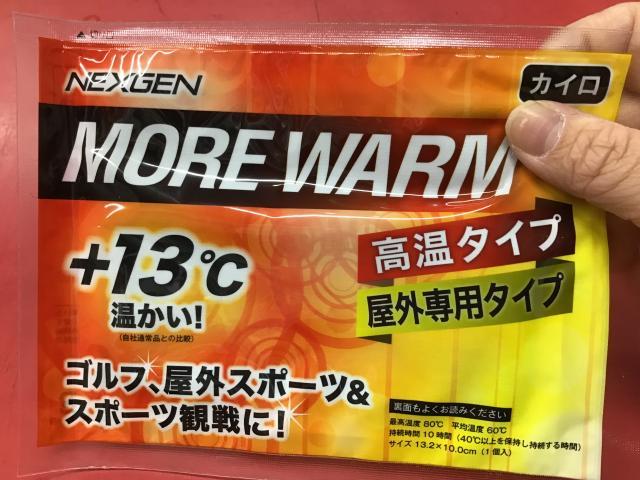 NEXGEN
カイロ
MORE WARM
高温タイプ
屋外専用タイプ
+13℃
温かい!
(自社通常品との比較)
ゴルフ、屋外スポーツ&
スポーツ観戦に!
裏面もよくお読みください
最高温度 80℃ 平均温度 60℃
持続時間 10 時間 (40℃以上を保持し持続する時間)
サイズ 13.2×10.0cm (1個入)